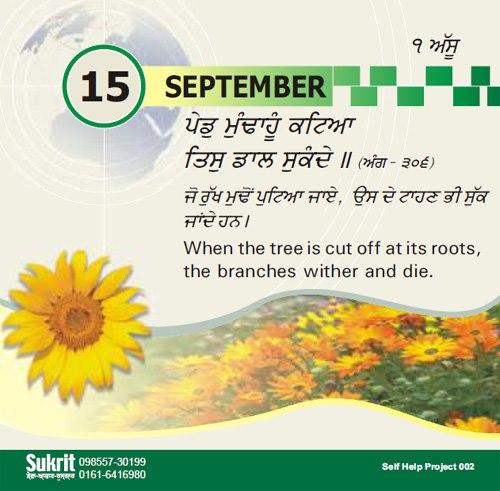 ੧ ਅੱਸੂ
15 SEPTEMBER
ਪੇਡੁ ਮੁੰਢਾਹੂੰ ਕਟਿਆ
ਤਿਸੁ ਡਾਲ ਸੁਕੰਦੇ ॥ (ਅੰਗ - ੩੦੬)
ਜੋ ਰੁੱਖ ਮੁਢੋਂ ਪੁਟਿਆ ਜਾਏ, ਉਸ ਦੇ ਟਾਹਣ ਭੀ ਸੁੱਕ
ਜਾਂਦੇ ਹਨ।
When the tree is cut off at its roots,
the branches wither and die.
Sukrit 098557-30199
0161-6416980
Self Help Project 002